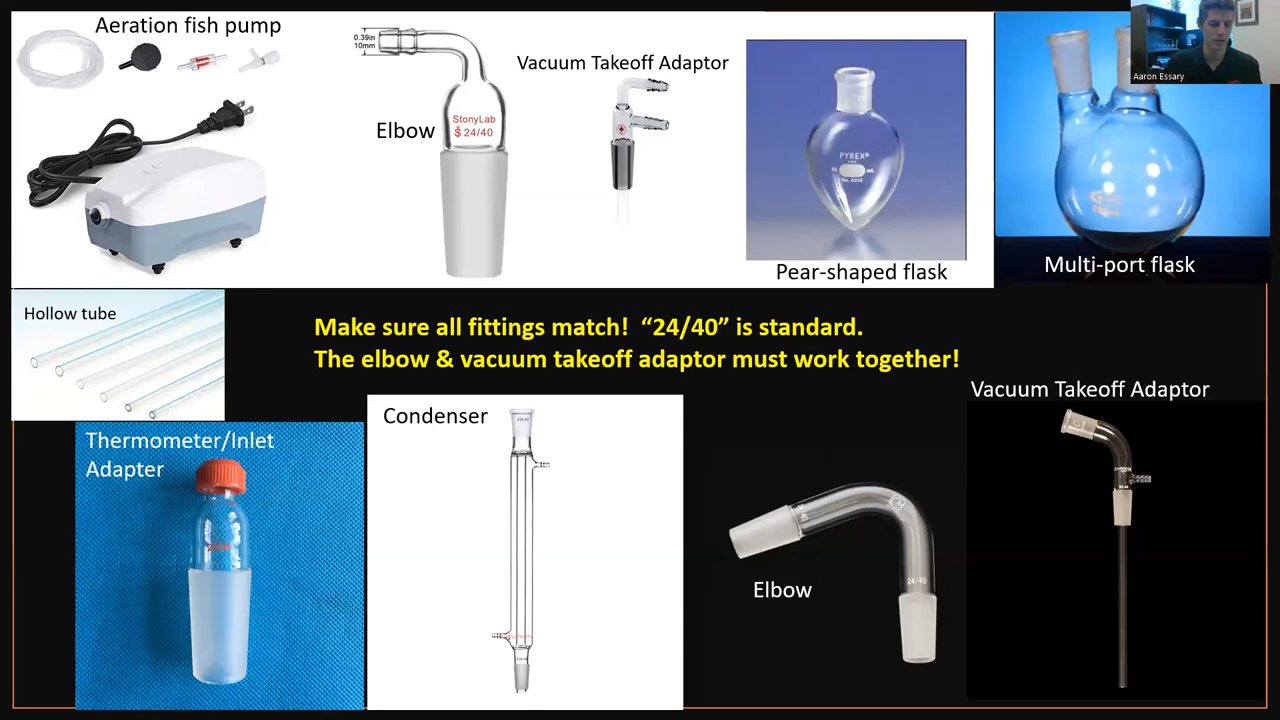 Aeration fish pump
0.39in
10mm
StonyLab
24/40
Elbow
Vacuum Takeoff Adaptor
PYREX®
mL
Pear-shaped flask
Aaron Essary
Multi-port flask
Hollow tube
Make sure all fittings match! “24/40” is standard.
The elbow & vacuum takeoff adaptor must work together!
Vacuum Takeoff Adaptor
Thermometer/Inlet
Adapter
Condenser
24/40
Elbow